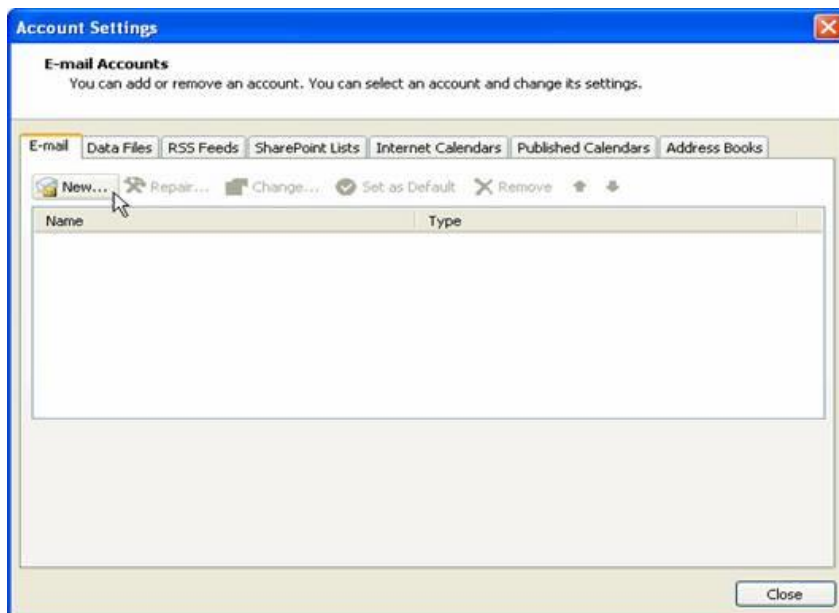 Account Settings
E-mail Accounts
You can add or remove an account. You can select an account and change its settings.
E-mail Data Files RSS Feeds SharePoint Lists Internet Calendars Published Calendars Address Books
New... Repair... Change... Set as Default Remove
Name Type
Close